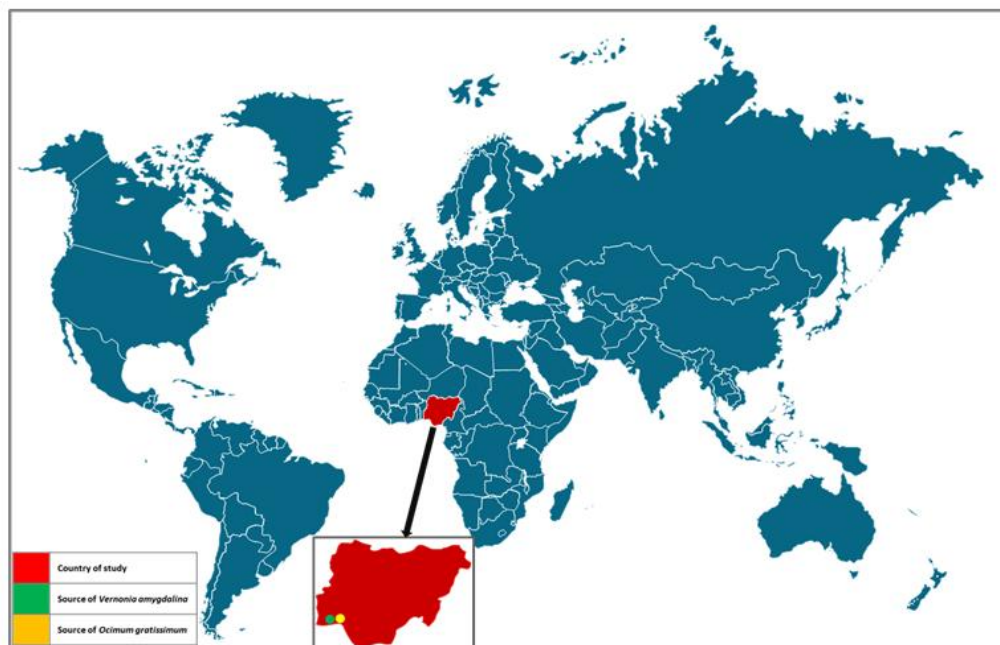 Country of study
Source of Vernonia amygdalina
Source of Ocimum gratissimum